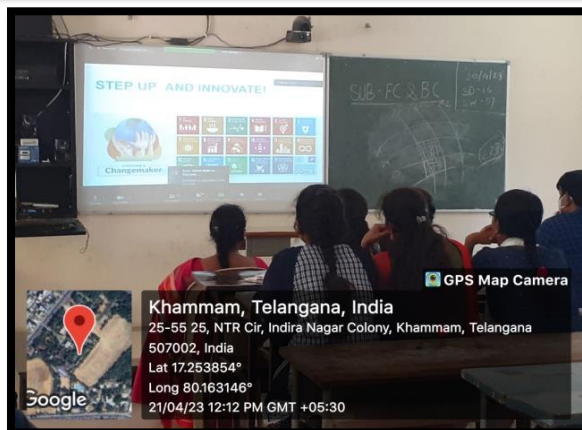 STEP UP AND INNOVATE!
Changemaker
SUB-FC & BC
GPS Map Camera
Khammam, Telangana, India
25-55 25, NTR Cir, Indira Nagar Colony, Khammam, Telangana
507002, India
Lat 17.253854°
Long 80.163146°
21/04/23 12:12 PM GMT +05:30
Google